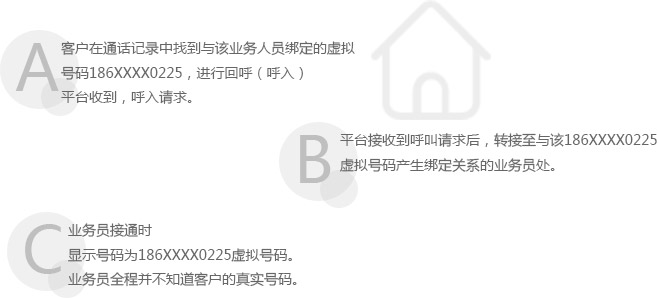 A
客户在通话记录中找到与该业务人员绑定的虚拟
号码186XXXX0225，进行回呼（呼入）
平台收到，呼入请求。
B
平台接收到呼叫请求后，转接至与该186XXXX0225
虚拟号码产生绑定关系的业务员处。
C
业务员接通时
显示号码为186XXXX0225虚拟号码。
业务员全程并不知道客户的真实号码。